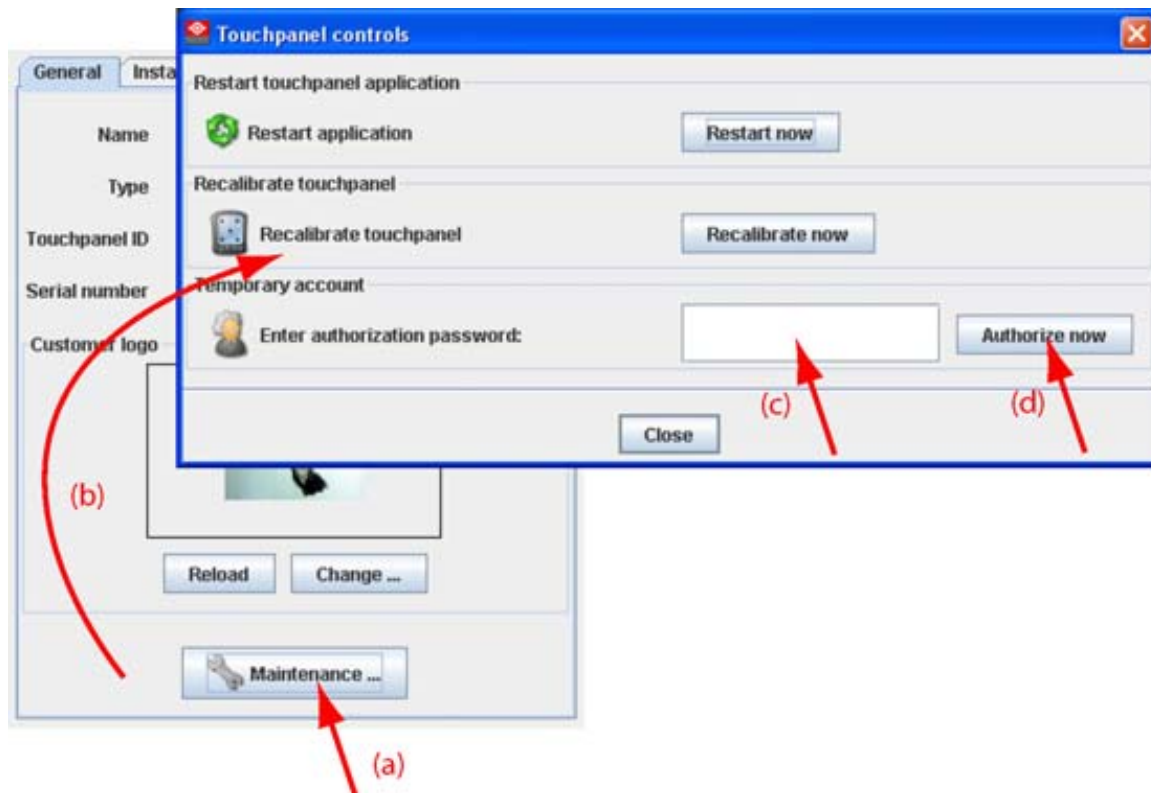 Touchpanel controls
General
Insta
Restart touchpanel application
Name
Restart application
Restart now
Type
Recalibrate touchpanel
Touchpanel ID
Recalibrate touchpanel
Recalibrate now
Serial number
Temporary account
Customer logo
Enter authorization password:
Authorize now
(c)
(d)
Close
(b)
Reload
Change ...
Maintenance ...
(a)